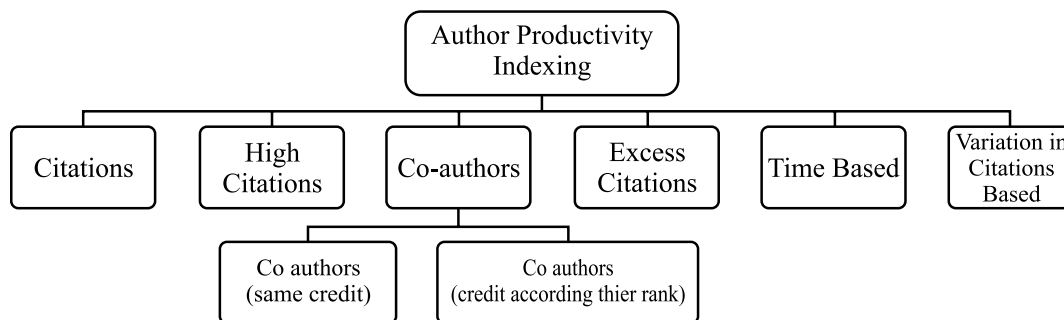 Author Productivity
Indexing
Citations
High
Citations
Co-authors
Excess
Citations
Time Based
Variation in
Citations
Based
Co authors
(same credit)
Co authors
(credit according thier rank)